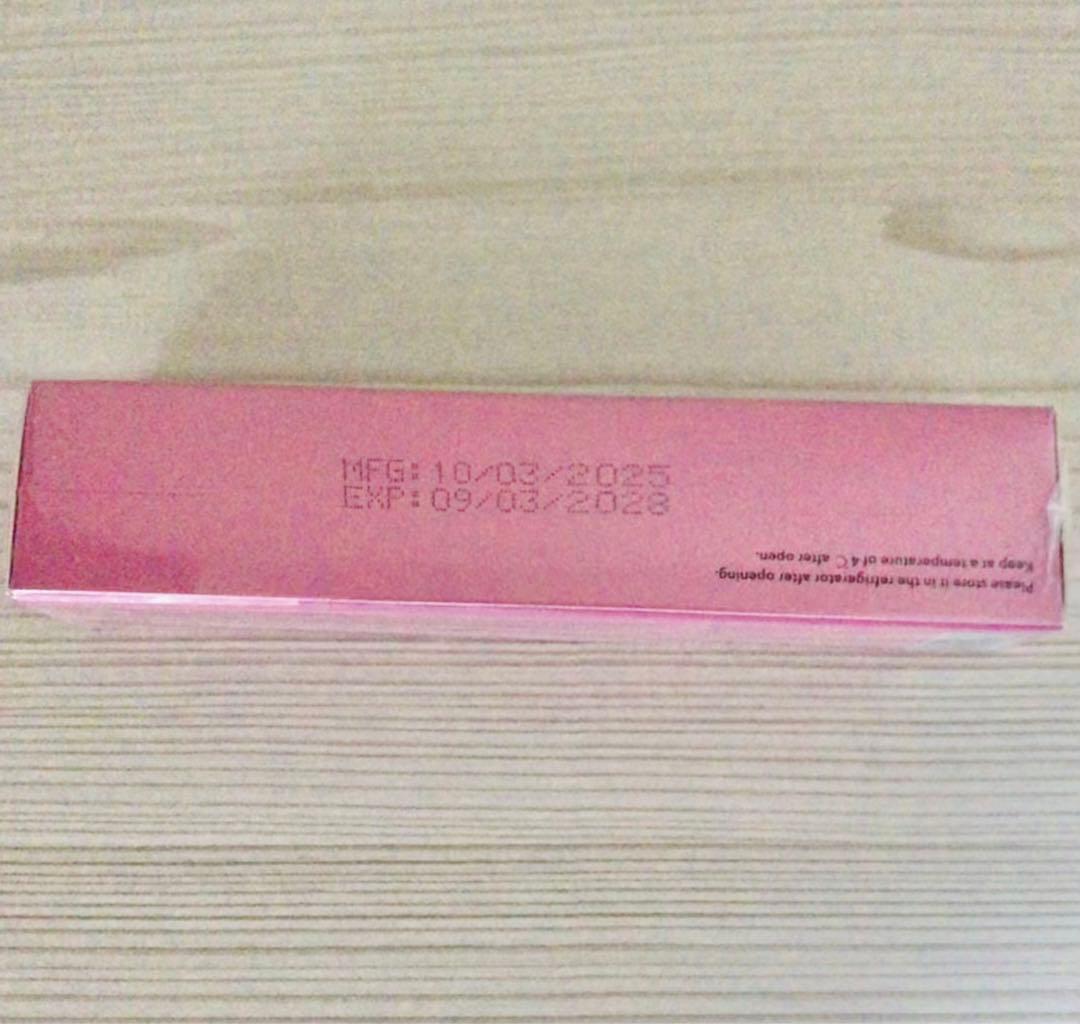 MFG:10/03/2025
EXP:09/03/2028
Please store it in the refrigerator after opening.
Keep at a temperature of 4℃ after open.